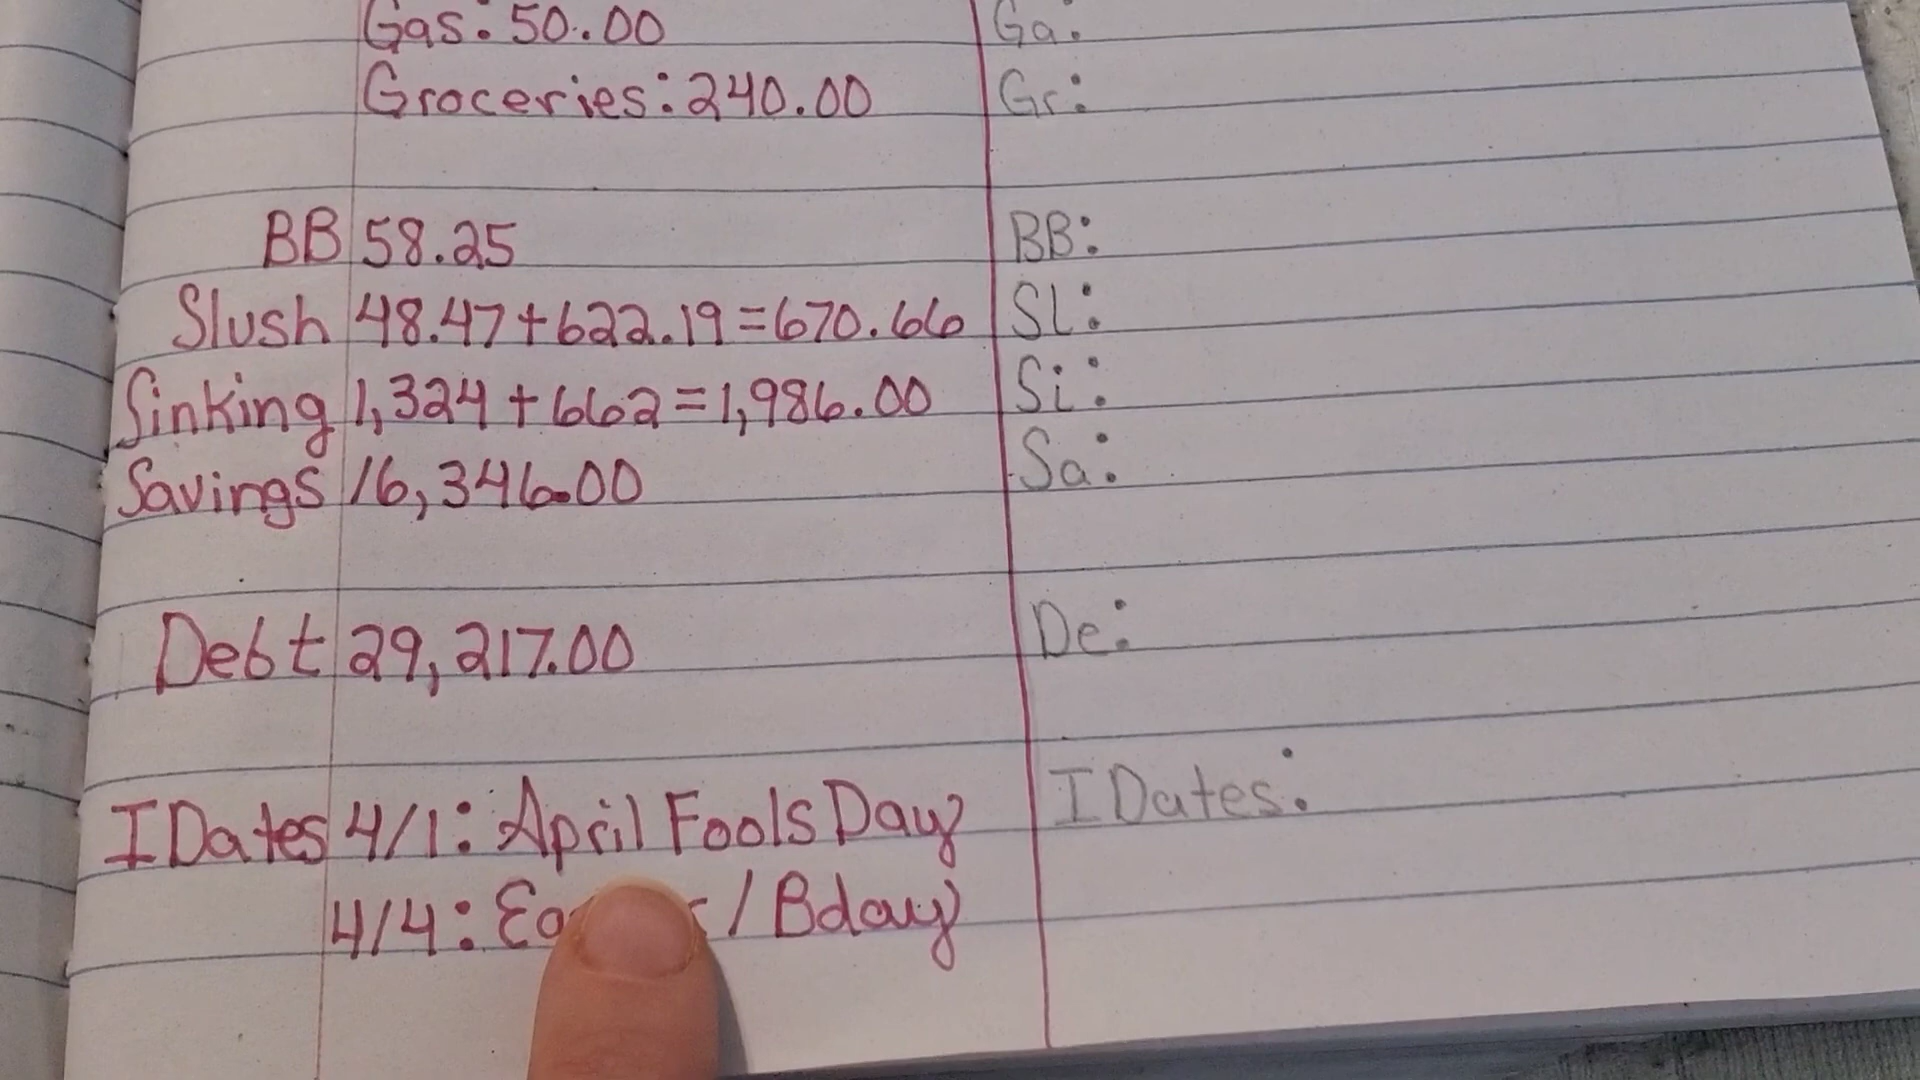 Gas: 50.00
Ga:
Groceries: 240.00
Gr:
BB 58.25
BB:
Slush 48.47+622.19=670.66
Sl:
Sinking 1,324+662=1,986.00
Si:
Savings 16,346.00
Sa:
Debt 29,217.00
De:
I Dates 4/1: April Fools Day
I Dates:
4/4: / Bday